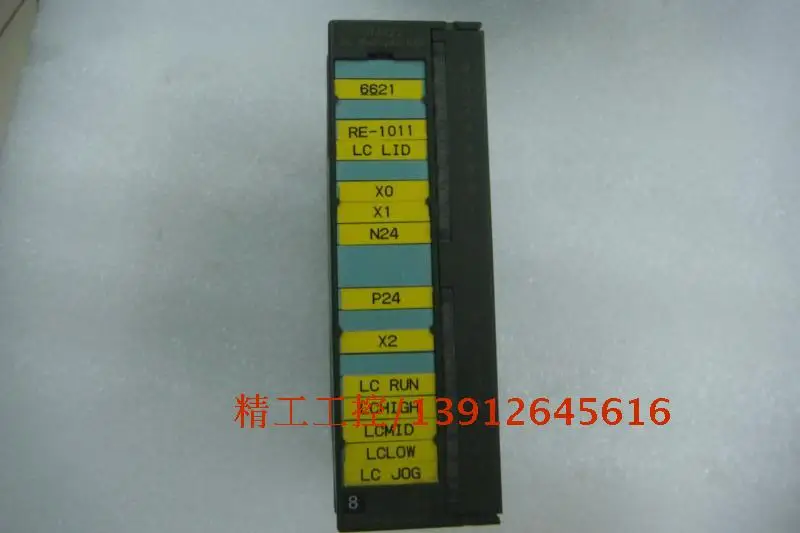 6621
RE-1011
LC LID
X0
X1
N24
P24
X2
LC RUN
LCHIGH
精工工控/13912645616
LCMID
LCLOW
LC JOG
8